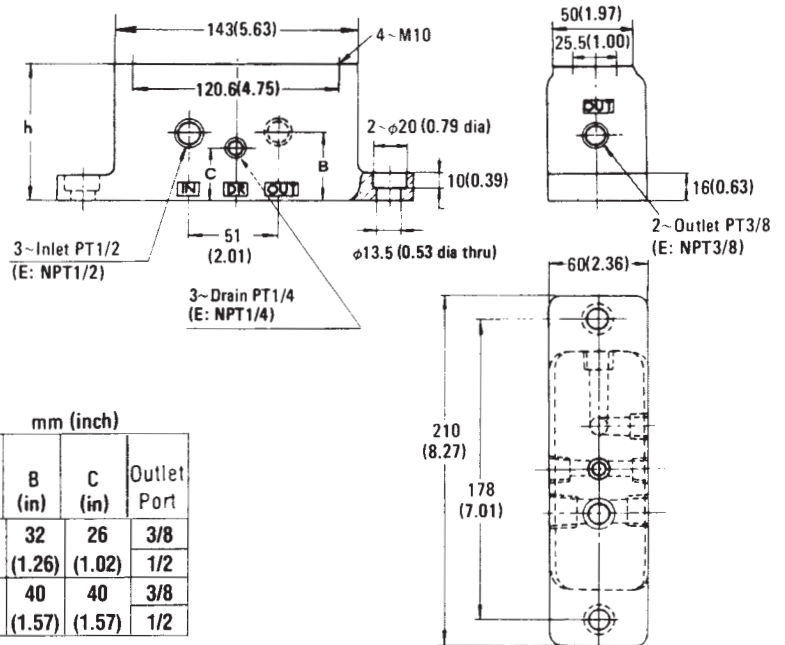 143(5.63)
4~M10
120.6(4.75)
h
2~φ20 (0.79 dia)
C
B
10(0.39)
IN
DR
OUT
51
(2.01)
φ13.5 (0.53 dia thru)
3~Inlet PT1/2
(E: NPT1/2)
3~Drain PT1/4
(E: NPT1/4)
50(1.97)
25.5(1.00)
OUT
16(0.63)
2~Outlet PT3/8
(E: NPT3/8)
60(2.36)
210
(8.27)
178
(7.01)
mm (inch)
B
(in)
C
(in)
Outlet
Port
32
(1.26)
26
(1.02)
3/8
1/2
40
(1.57)
40
(1.57)
3/8
1/2